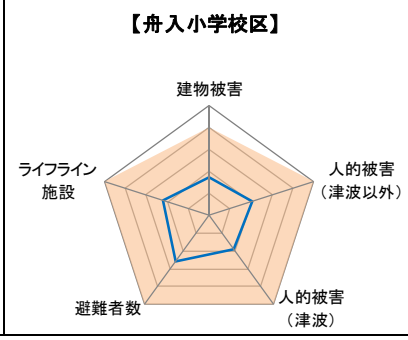 【舟入小学校区】
建物被害
ライフライン
施設
人的被害
（津波以外）
避難者数
人的被害
（津波）